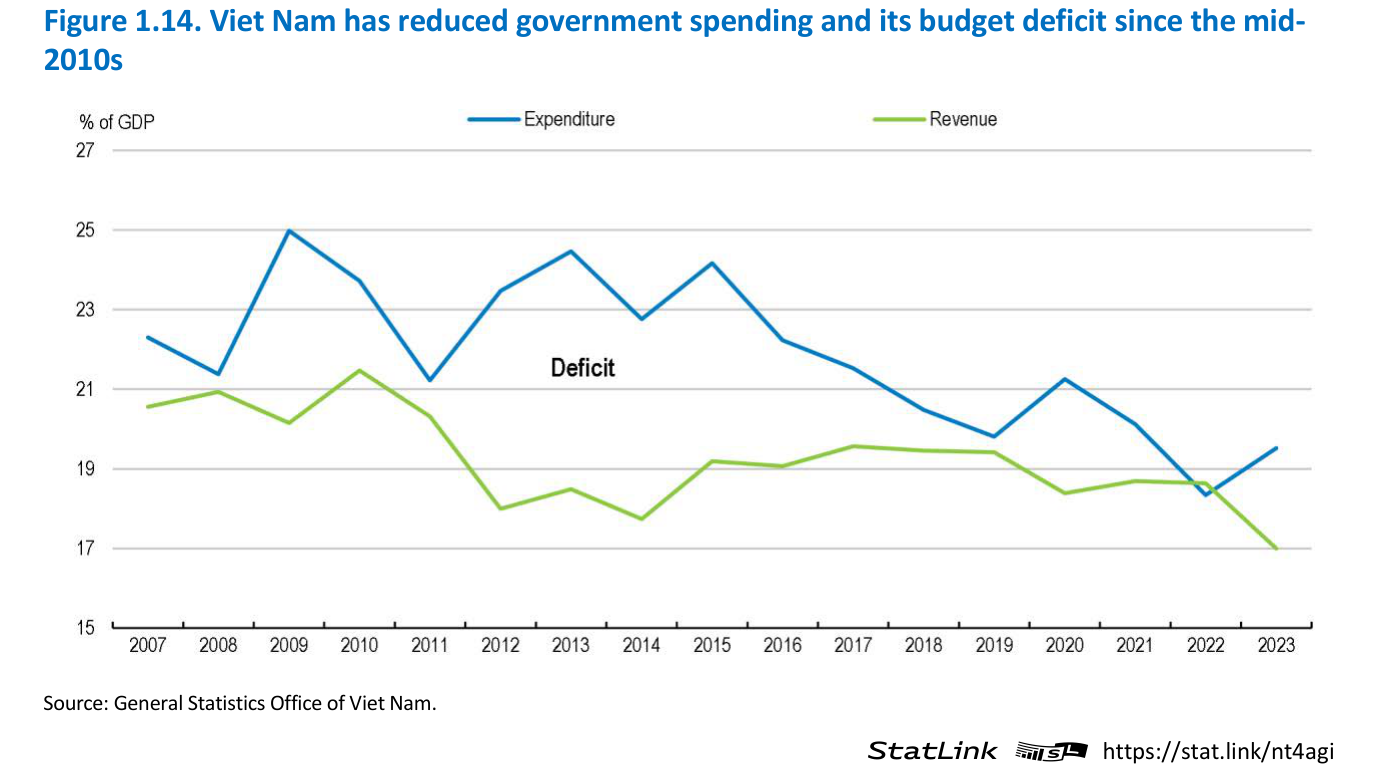 Figure 1.14. Viet Nam has reduced government spending and its budget deficit since the mid-
2010s
% of GDP
Expenditure
Revenue
27
25
23
21
19
17
15
Deficit
2007 2008 2009 2010 2011 2012 2013 2014 2015 2016 2017 2018 2019 2020 2021 2022 2023
Source: General Statistics Office of Viet Nam.
StatLink https://stat.link/nt4agi